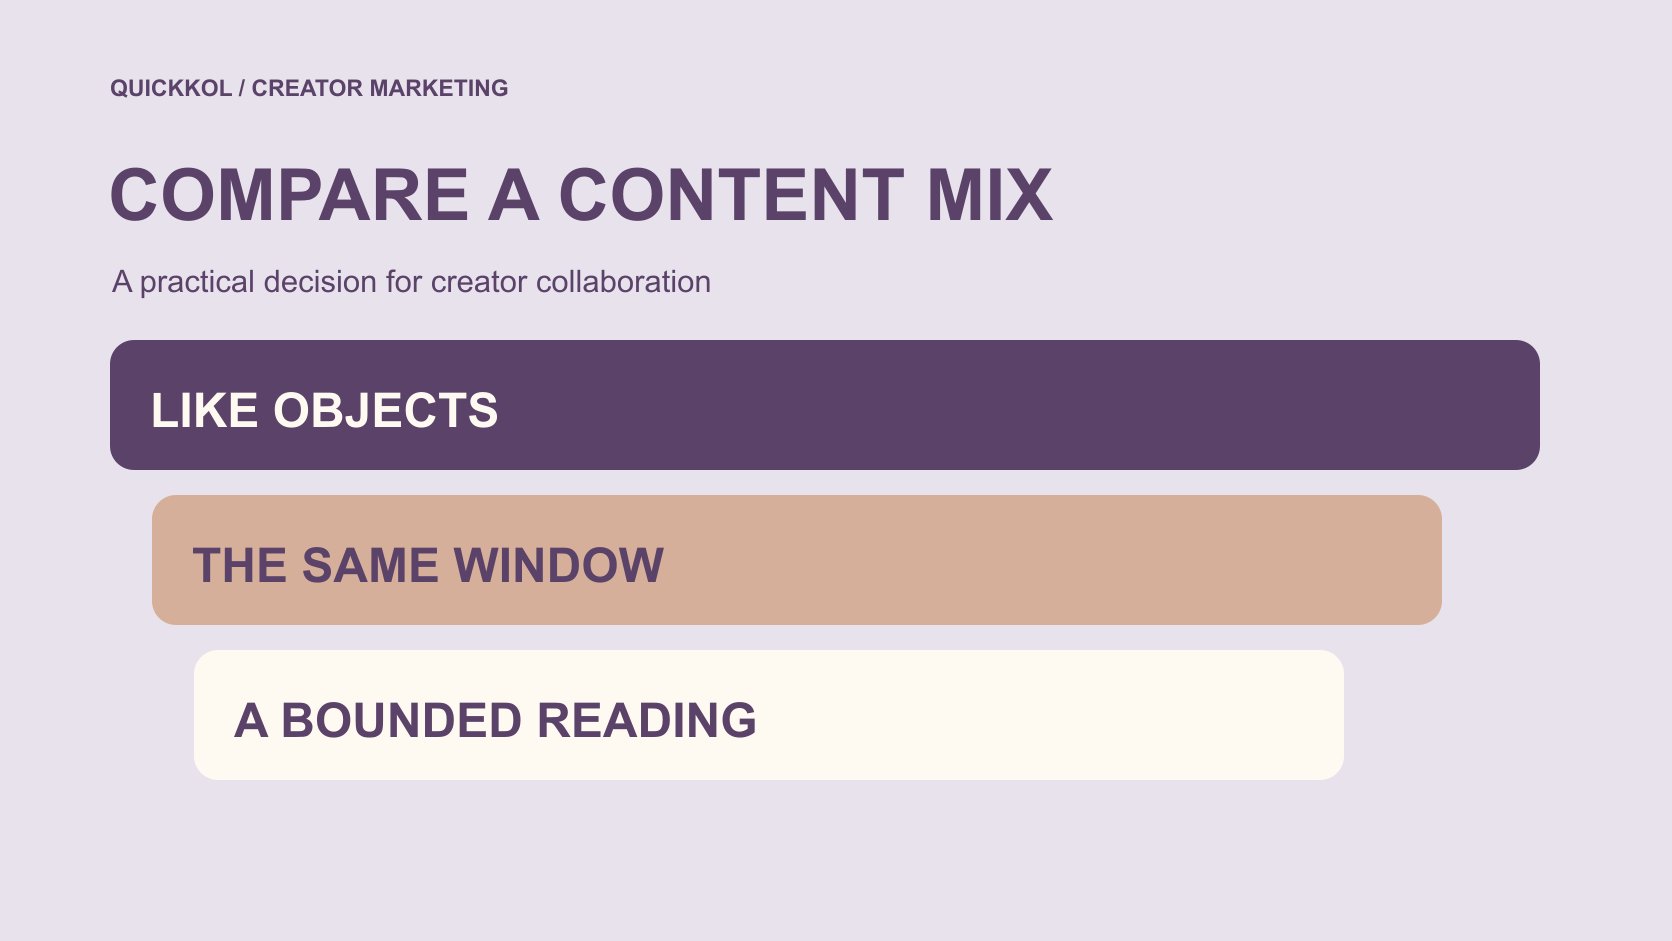 QUICKKOL / CREATOR MARKETING
COMPARE A CONTENT MIX
A practical decision for creator collaboration
LIKE OBJECTS
THE SAME WINDOW
A BOUNDED READING